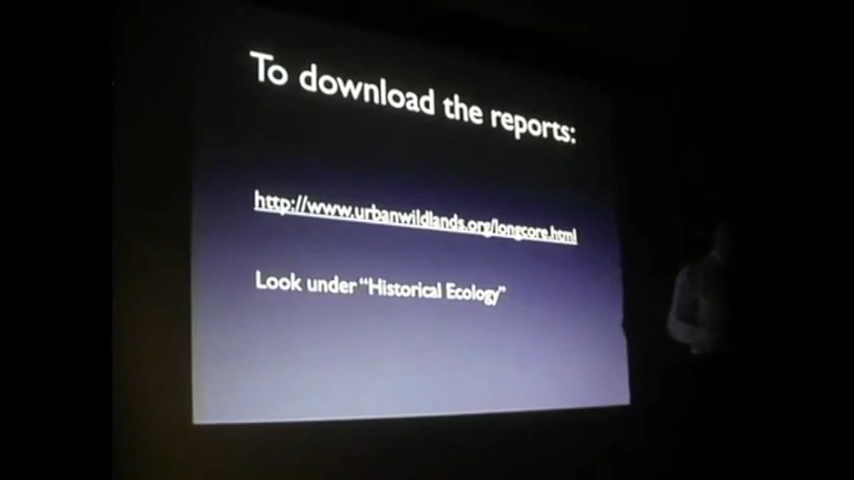 To download the reports:
http://www.urbanwildlands.org/longcore.html
Look under "Historical Ecology"